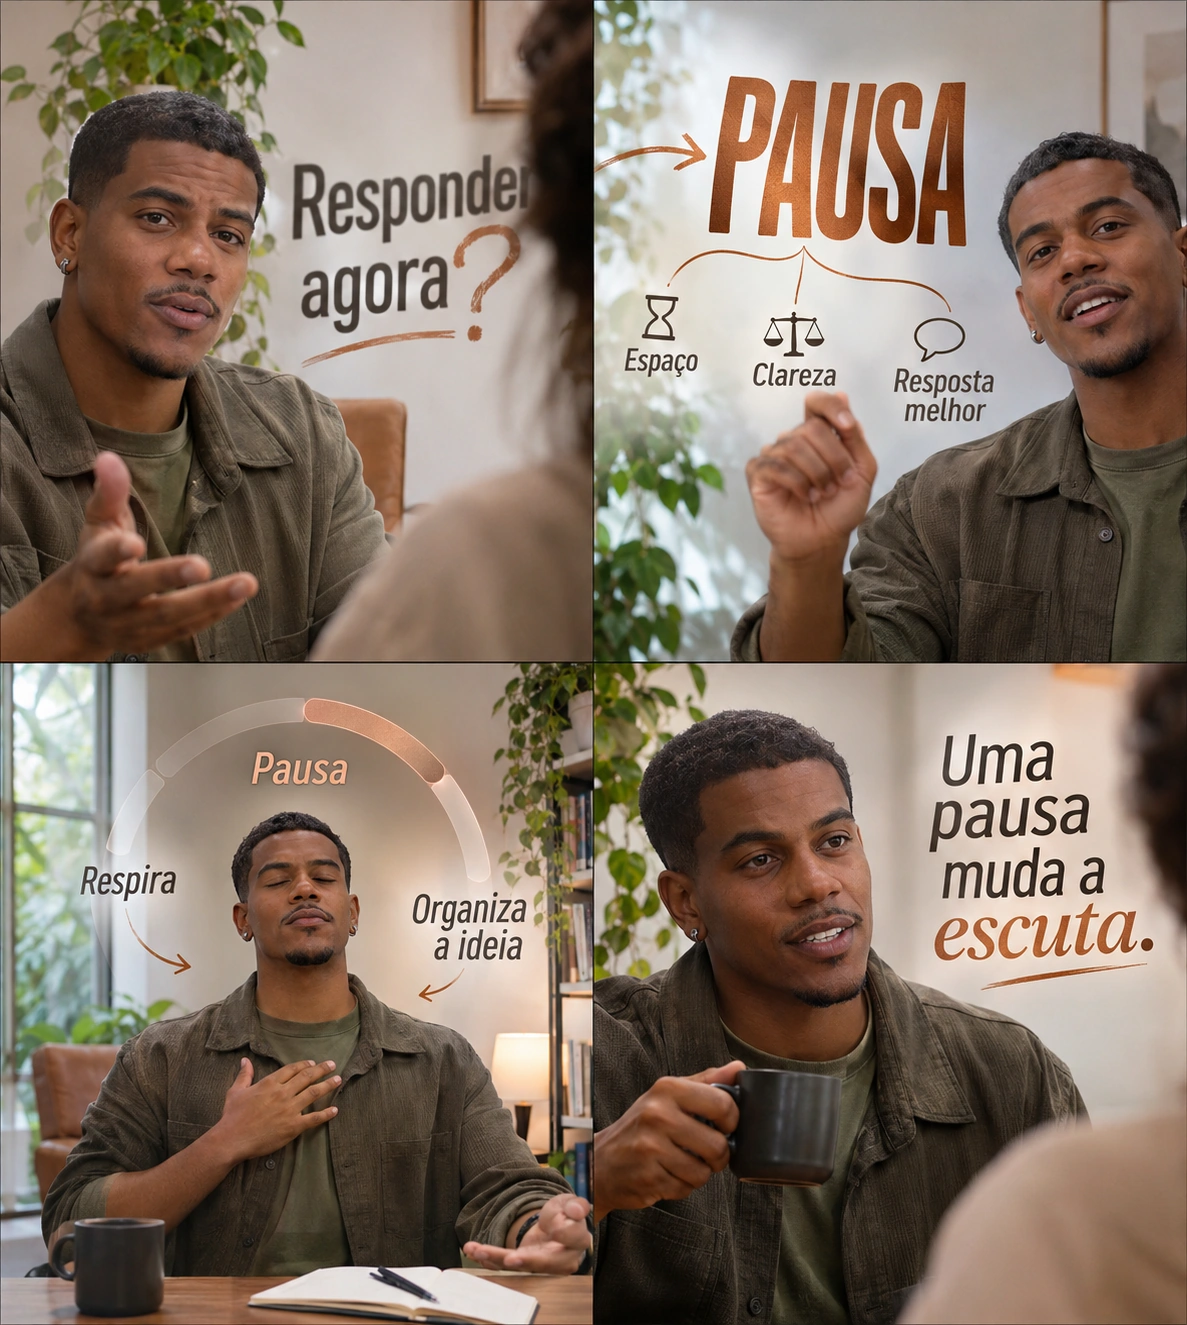 Responder
agora?
PAUSA
Espaço
Clareza
Resposta
melhor
Pausa
Respira
Organiza
a ideia
Uma
pausa
muda a
escuta.